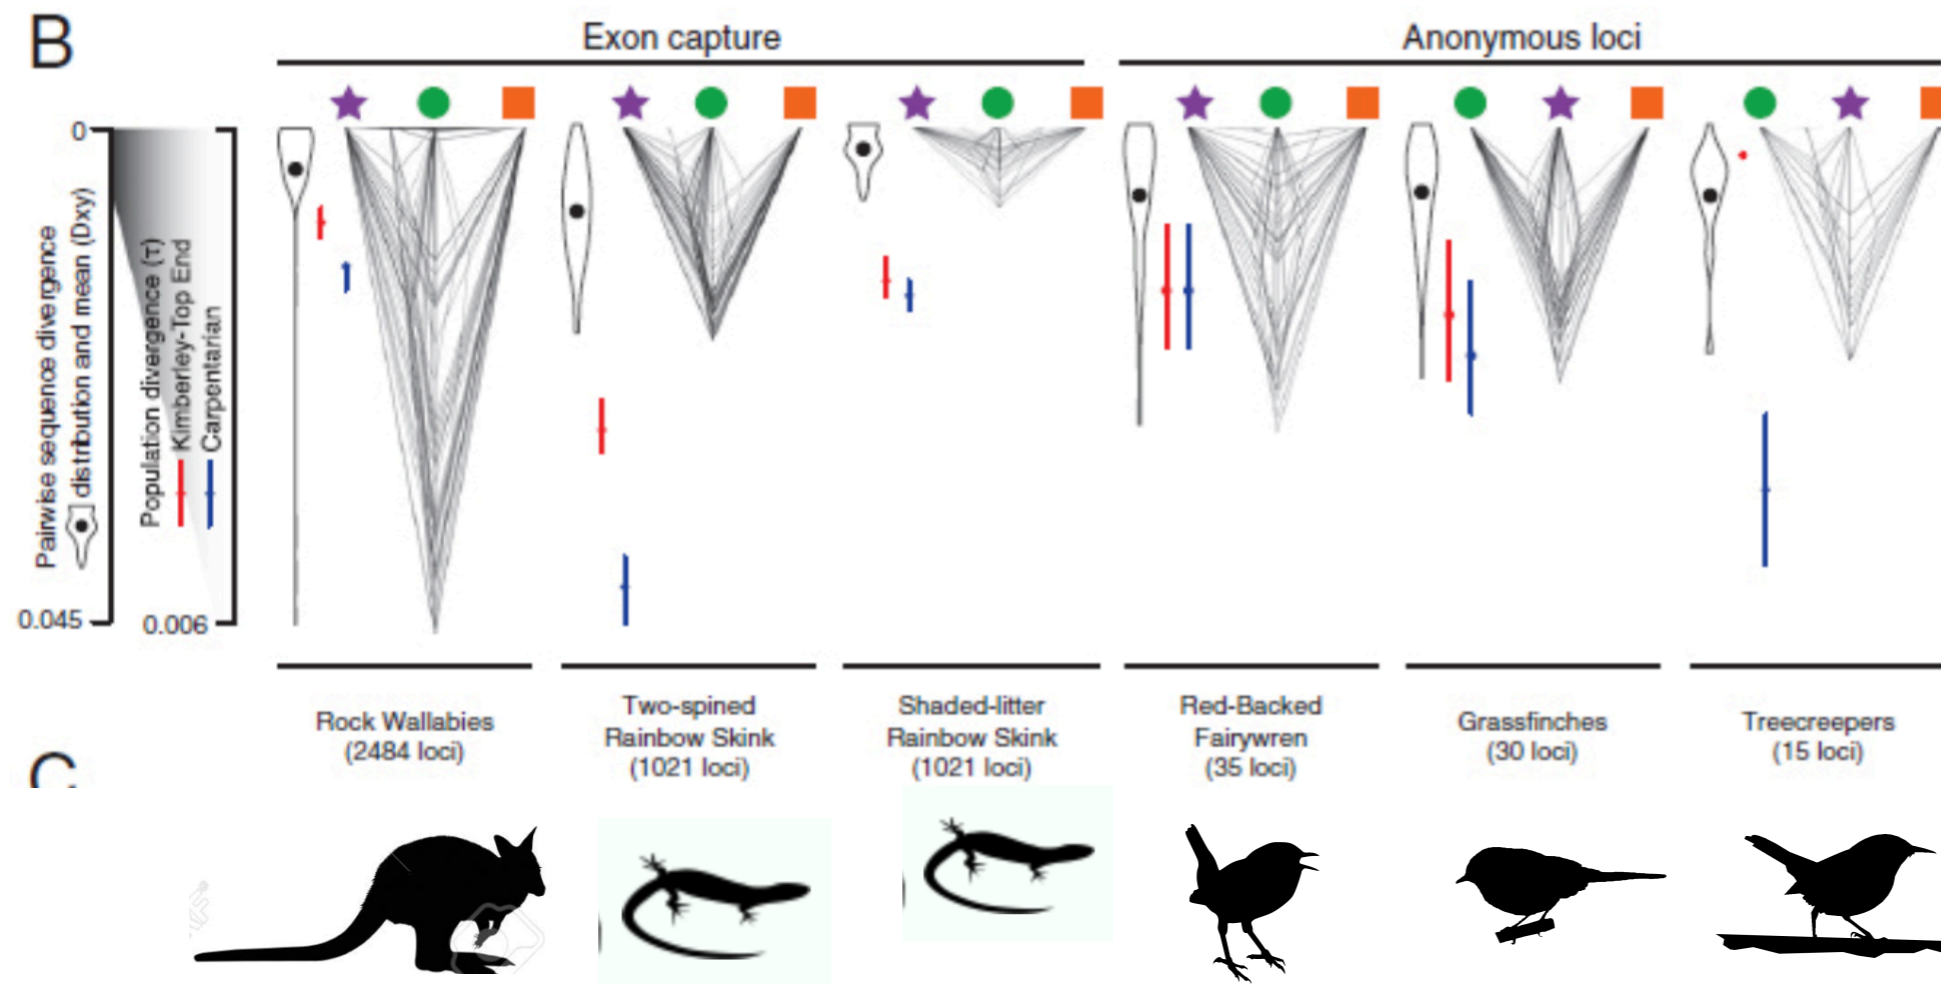 B
Exon capture
Anonymous loci
0
Pairwise sequence divergence
distribution and mean (Dxy)
Population divergence (τ)
Kimberley-Top End
Carpentarian
0.045
0.006
Rock Wallabies
(2484 loci)
Two-spined
Rainbow Skink
(1021 loci)
Shaded-litter
Rainbow Skink
(1021 loci)
Red-Backed
Fairywren
(35 loci)
Grassfinches
(30 loci)
Treecreepers
(15 loci)
C